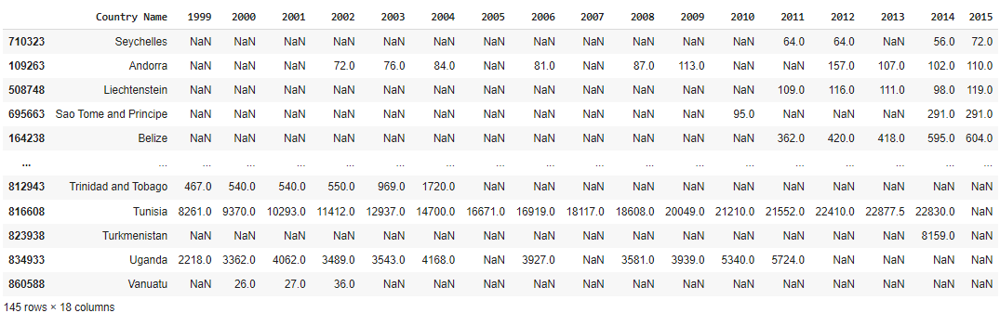 Country Name 1999 2000 2001 2002 2003 2004 2005 2006 2007 2008 2009 2010 2011 2012 2013 2014 2015
710323 Seychelles NaN NaN NaN NaN NaN NaN NaN NaN NaN NaN NaN NaN 64.0 64.0 NaN 56.0 72.0
109263 Andorra NaN NaN NaN 72.0 76.0 84.0 NaN 81.0 NaN 87.0 113.0 NaN NaN 157.0 107.0 102.0 110.0
508748 Liechtenstein NaN NaN NaN NaN NaN NaN NaN NaN NaN NaN NaN NaN 109.0 116.0 111.0 98.0 119.0
695663 Sao Tome and Principe NaN NaN NaN NaN NaN NaN NaN NaN NaN NaN NaN 95.0 NaN NaN NaN 291.0 291.0
164238 Belize NaN NaN NaN NaN NaN NaN NaN NaN NaN NaN NaN NaN 362.0 420.0 418.0 595.0 604.0
... ... ... ... ... ... ... ... ... ... ... ... ... ... ... ... ... ... ... ...
812943 Trinidad and Tobago 467.0 540.0 540.0 550.0 969.0 1720.0 NaN NaN NaN NaN NaN NaN NaN NaN NaN NaN NaN
816608 Tunisia 8261.0 9370.0 10293.0 11412.0 12937.0 14700.0 16671.0 16919.0 18117.0 18608.0 20049.0 21210.0 21552.0 22410.0 22877.5 22830.0 NaN
823938 Turkmenistan NaN NaN NaN NaN NaN NaN NaN NaN NaN NaN NaN NaN NaN NaN NaN 8159.0 NaN
834933 Uganda 2218.0 3362.0 4062.0 3489.0 3543.0 4168.0 NaN 3927.0 NaN 3581.0 3939.0 5340.0 5724.0 NaN NaN NaN NaN
860588 Vanuatu NaN 26.0 27.0 36.0 NaN NaN NaN NaN NaN NaN NaN NaN NaN NaN NaN NaN NaN
145 rows × 18 columns